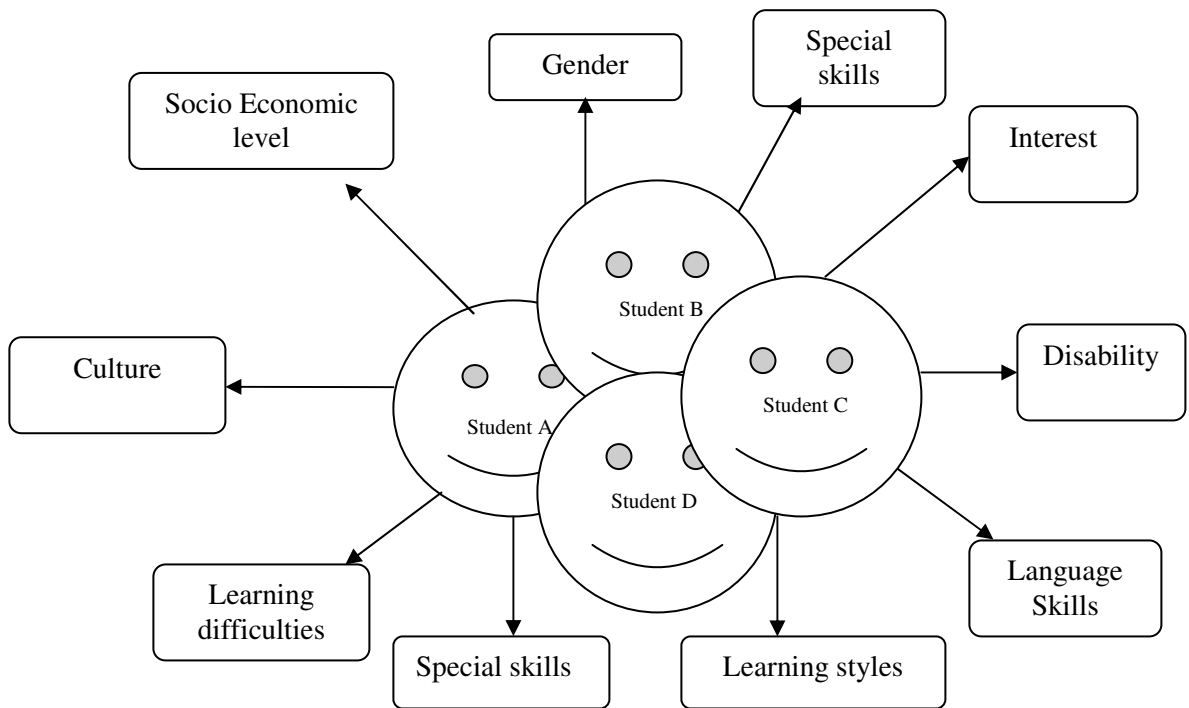 Special
skills
Gender
Socio Economic
level
Interest
Student B
Disability
Culture
Student C
Student A
Student D
Language
Skills
Learning
difficulties
Special skills
Learning styles